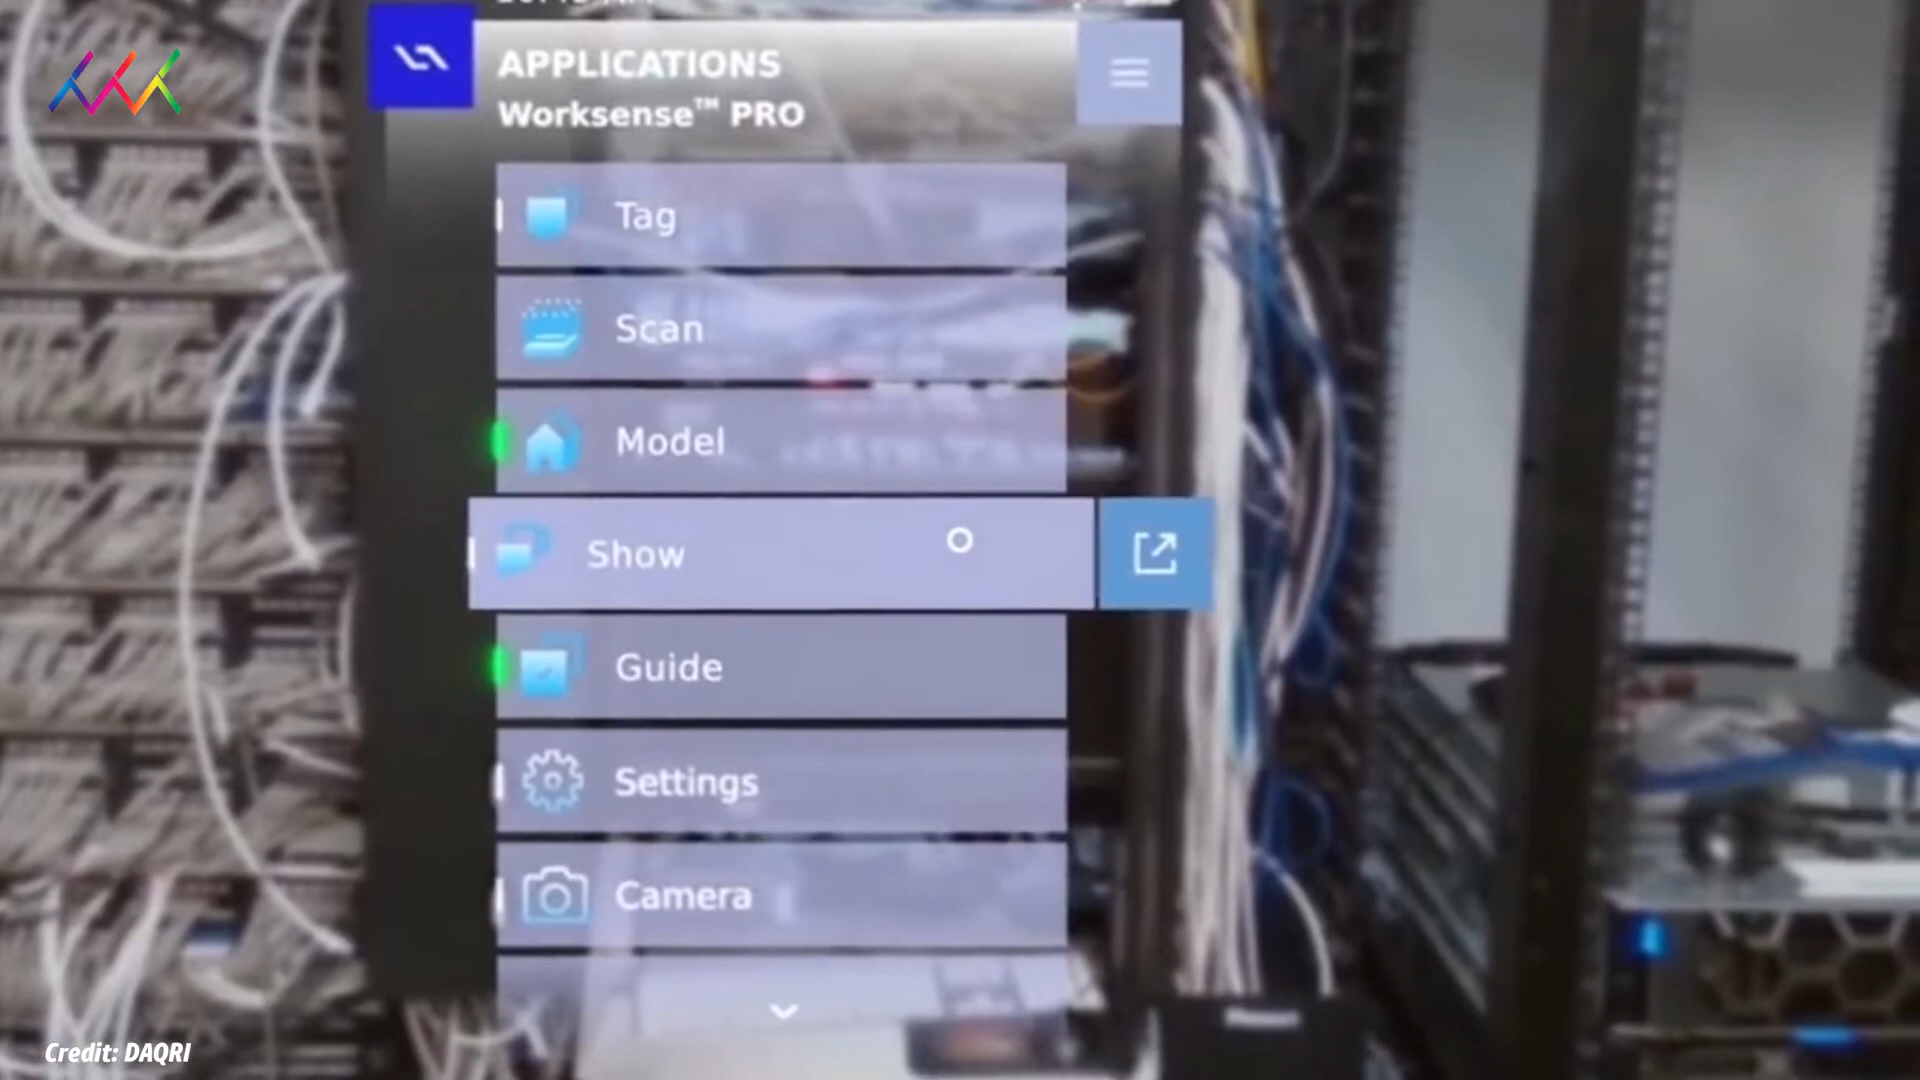 APPLICATIONS
Worksense™ PRO
Tag
Scan
Model
Show
Guide
Settings
Camera
Credit: DAQRI